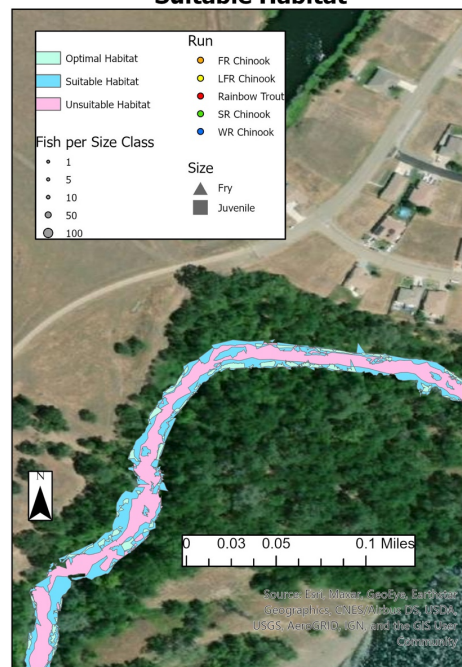 Suitable Habitat
Optimal Habitat
Suitable Habitat
Unsuitable Habitat
Fish per Size Class
1
5
10
50
100
Run
FR Chinook
LFR Chinook
Rainbow Trout
SR Chinook
WR Chinook
Size
Fry
Juvenile
N
0 0.03 0.05 0.1 Miles
Source: Esri, Maxar, GeoEye, Earthstar
Geographics, CNES/Airbus DS, USDA,
USGS, AeroGRID, IGN, and the GIS User
Community